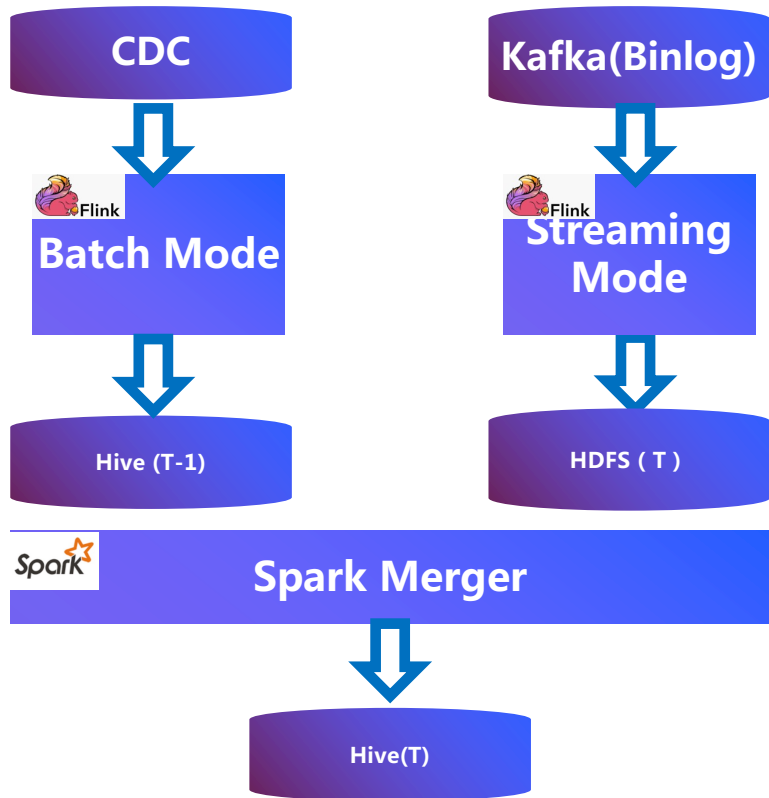 CDC
Kafka(Binlog)
Flink
Flink
Batch Mode
Streaming
Mode
Hive (T-1)
HDFS ( T )
Spark
Spark Merger
Hive(T)